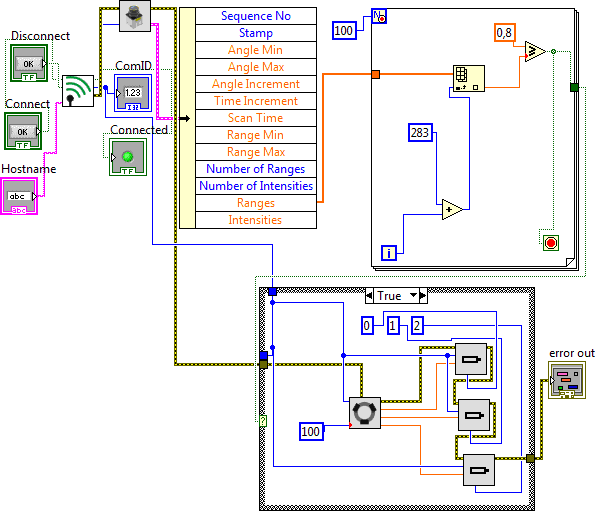 Disconnect
OK
TF
Connect
OK
TF
Hostname
abc
abc
ComID
1.23
I32
Connected
TF
Sequence No
Stamp
Angle Min
Angle Max
Angle Increment
Time Increment
Scan Time
Range Min
Range Max
Number of Ranges
Number of Intensities
Ranges
Intensities
100
N
0,8
283
+
i
True
0
1
2
100
?
error out